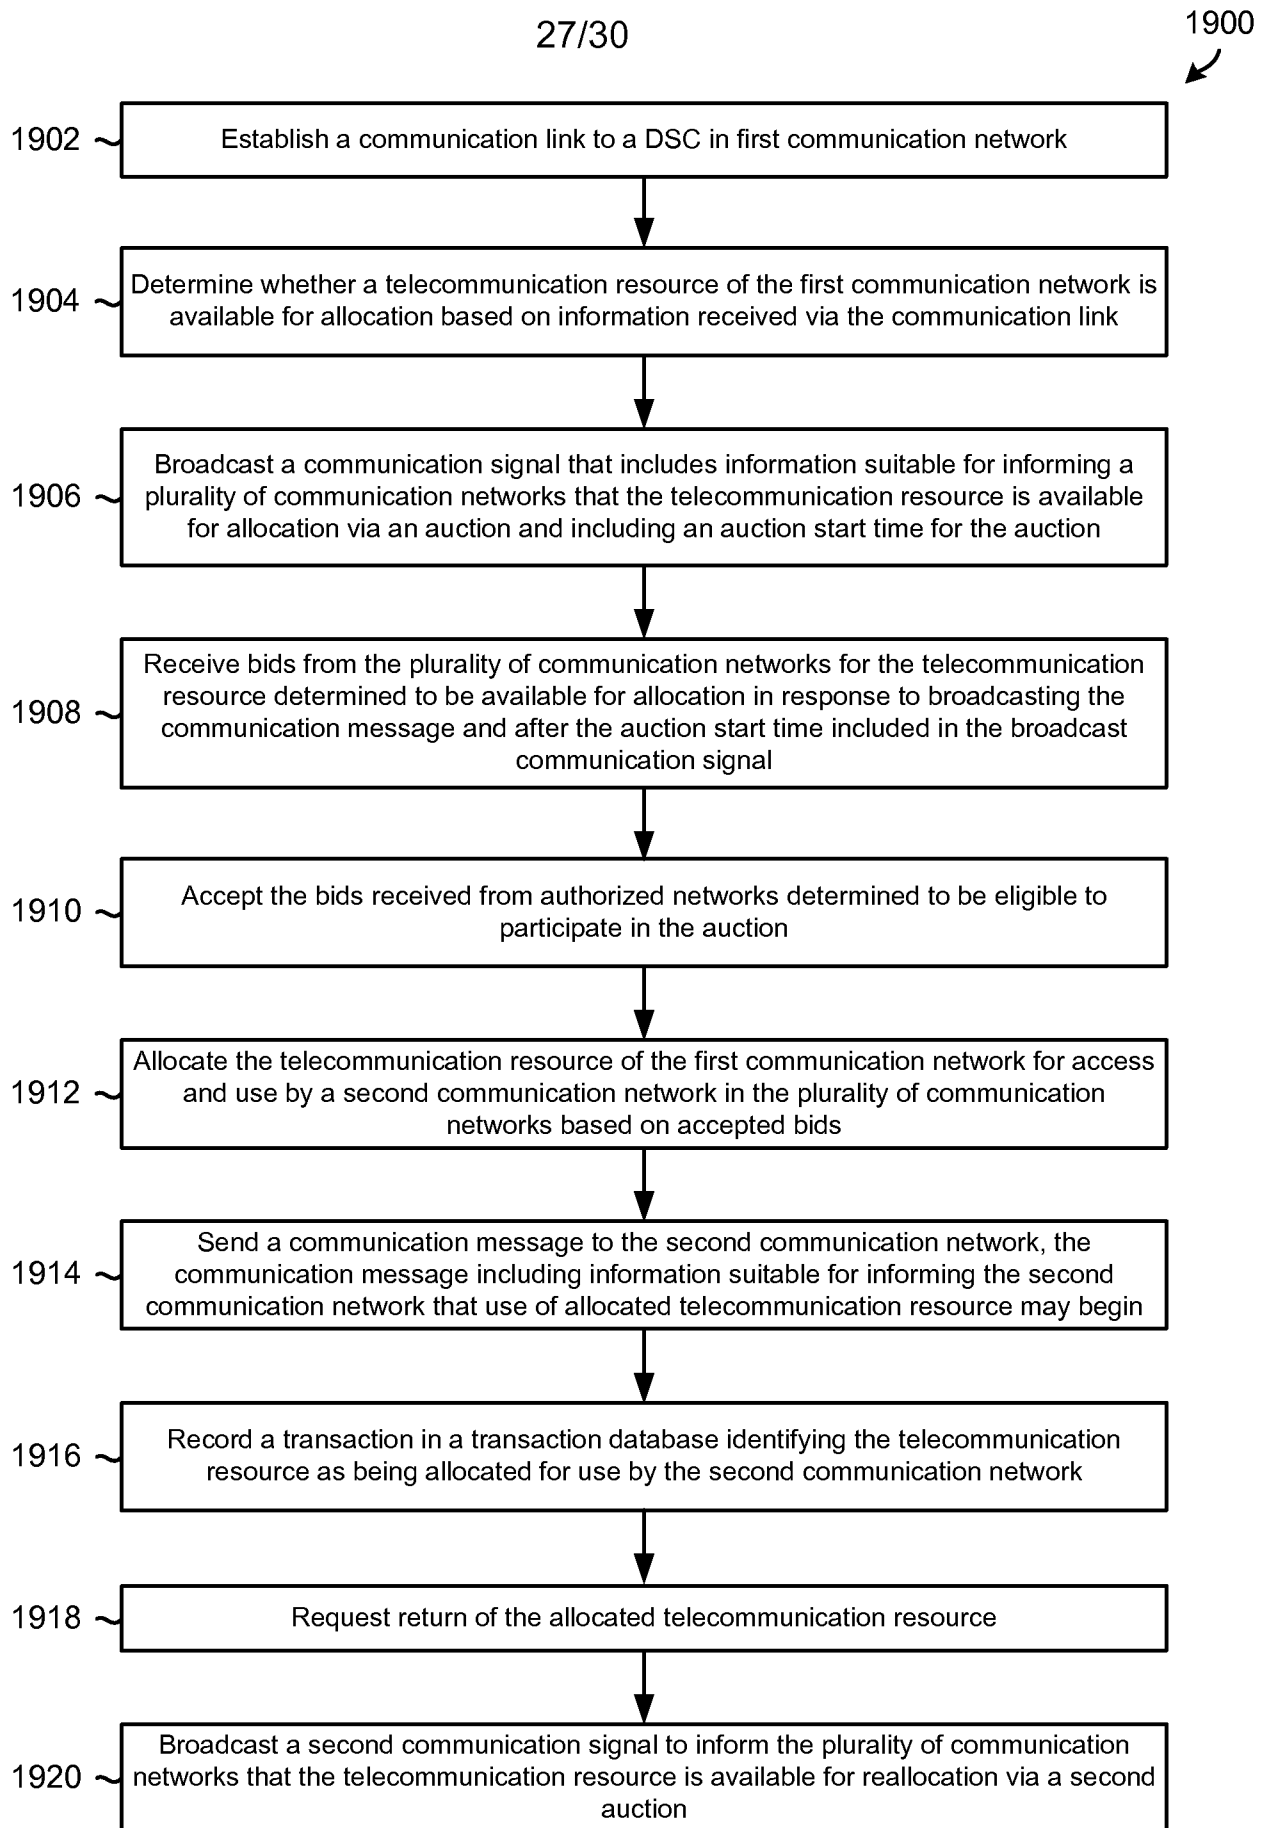 27/30
1900
1902
Establish a communication link to a DSC in first communication network
1904
Determine whether a telecommunication resource of the first communication network is
available for allocation based on information received via the communication link
1906
Broadcast a communication signal that includes information suitable for informing a
plurality of communication networks that the telecommunication resource is available
for allocation via an auction and including an auction start time for the auction
1908
Receive bids from the plurality of communication networks for the telecommunication
resource determined to be available for allocation in response to broadcasting the
communication message and after the auction start time included in the broadcast
communication signal
1910
Accept the bids received from authorized networks determined to be eligible to
participate in the auction
1912
Allocate the telecommunication resource of the first communication network for access
and use by a second communication network in the plurality of communication
networks based on accepted bids
1914
Send a communication message to the second communication network, the
communication message including information suitable for informing the second
communication network that use of allocated telecommunication resource may begin
1916
Record a transaction in a transaction database identifying the telecommunication
resource as being allocated for use by the second communication network
1918
Request return of the allocated telecommunication resource
1920
Broadcast a second communication signal to inform the plurality of communication
networks that the telecommunication resource is available for reallocation via a second
auction